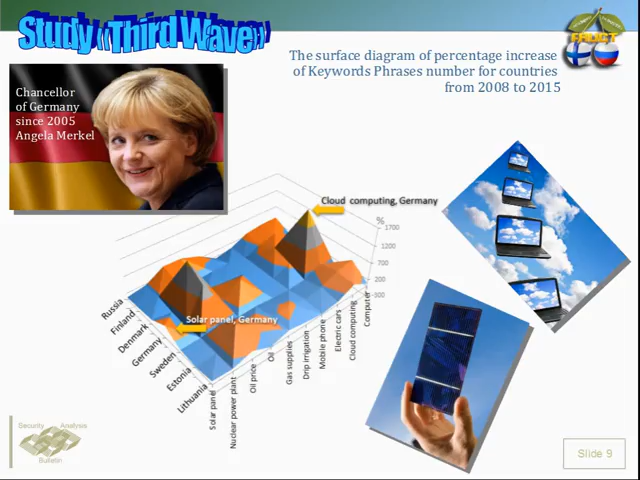 Study «Third Wave»
FRUCT
The surface diagram of percentage increase
of Keywords Phrases number for countries
from 2008 to 2015
Chancellor
of Germany
since 2005
Angela Merkel
Cloud computing, Germany
%
1700
1200
700
200
-300
Solar panel, Germany
Russia
Finland
Denmark
Germany
Sweden
Estonia
Lithuania
Solar panel
Nuclear power plant
Oil price
Oil
Gas supplies
Drip irrigation
Mobile phone
Electric cars
Cloud computing
Computer
Security Analysis
Bulletin
Slide 9